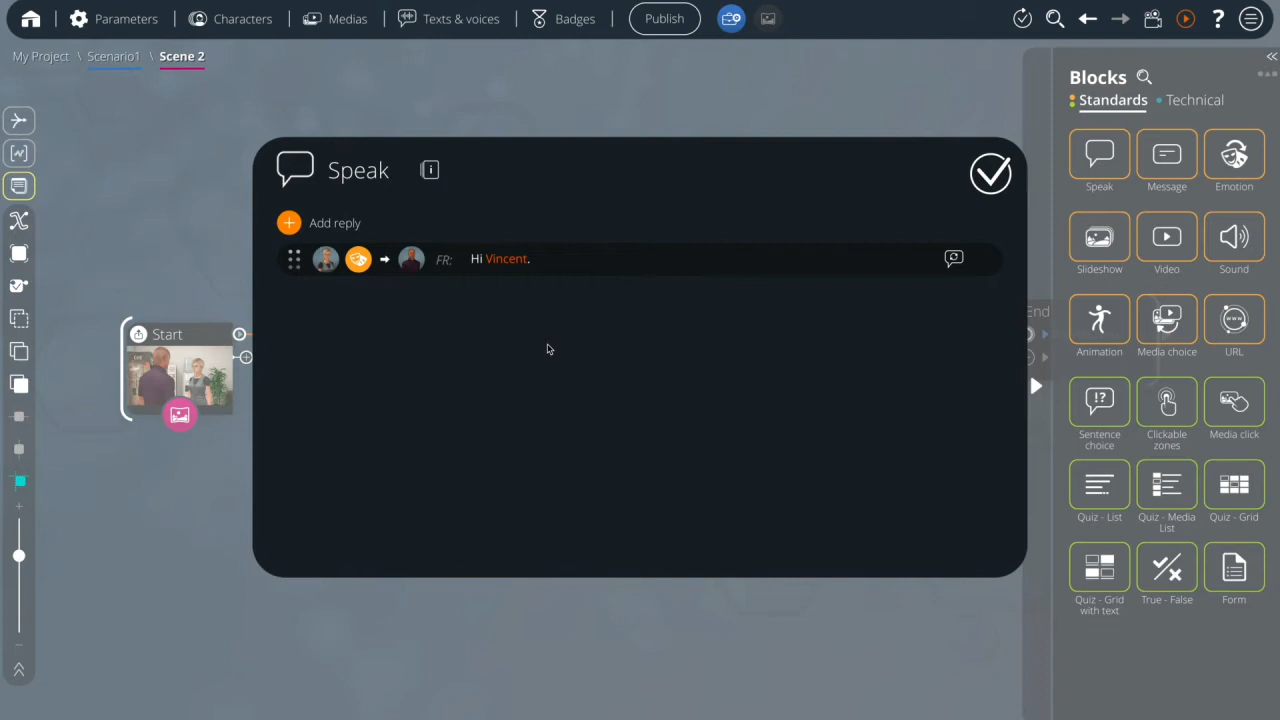 Parameters
Characters
Medias
Texts & voices
Badges
Publish
?
My Project \ Scenario1 \ Scene 2
Blocks
Standards
Technical
Speak
i
Add reply
FR: Hi Vincent.
Start
End
Speak
Message
Emotion
Slideshow
Video
Sound
Animation
Media choice
www
URL
!?
Sentence choice
Clickable zones
Media click
Quiz - List
Quiz - Media List
Quiz - Grid
Quiz - Grid with text
True - False
Form